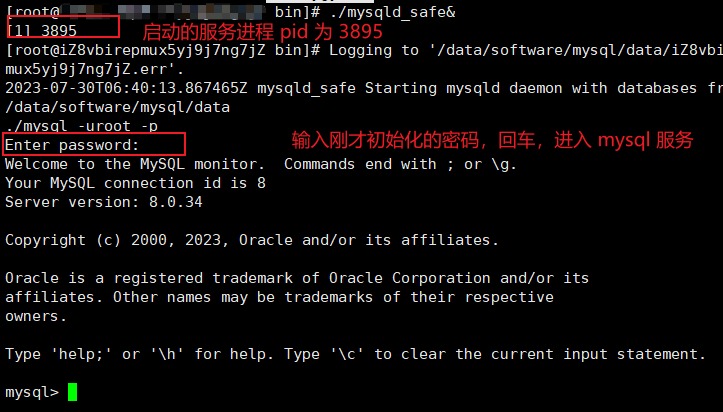 [root@ bin]# ./mysqld_safe&
[1] 3895
启动的服务进程 pid 为 3895
[root@iZ8vbirepmux5yj9j7ng7jZ bin]# Logging to '/data/software/mysql/data/iZ8vbi
mux5yj9j7ng7jZ.err'.
2023-07-30T06:40:13.867465Z mysqld_safe Starting mysqld daemon with databases fr
/data/software/mysql/data
./mysql -uroot -p
Enter password:
输入刚才初始化的密码，回车，进入 mysql 服务
Welcome to the MySQL monitor.  Commands end with ; or \g.
Your MySQL connection id is 8
Server version: 8.0.34
Copyright (c) 2000, 2023, Oracle and/or its affiliates.
Oracle is a registered trademark of Oracle Corporation and/or its
affiliates. Other names may be trademarks of their respective
owners.
Type 'help;' or '\h' for help. Type '\c' to clear the current input statement.
mysql>